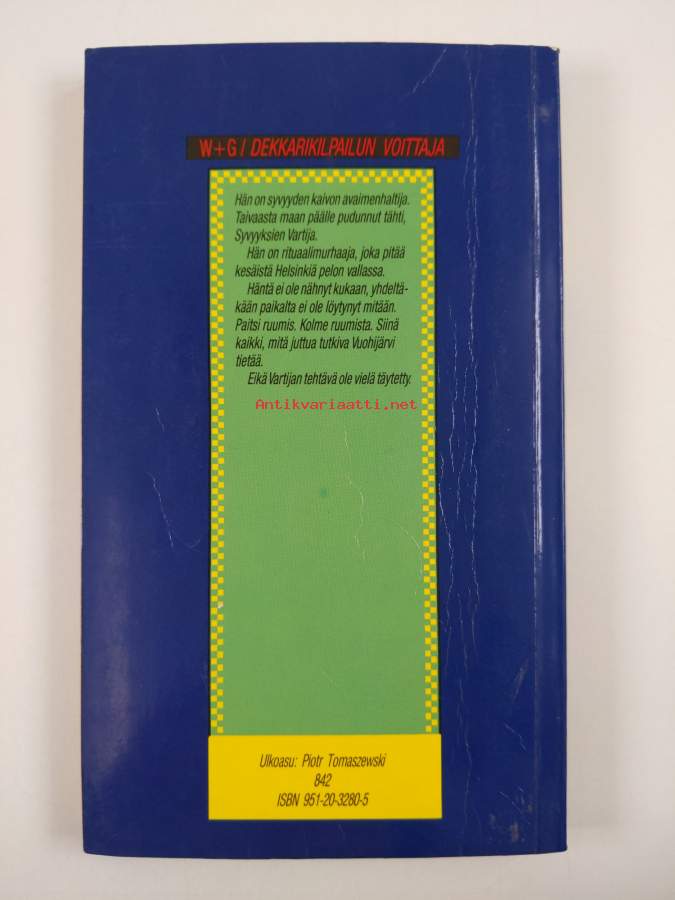 W+G / DEKKARIKILPAILUN VOITTAJA
Hän on syvyyden kaivon avaimenhaltija.
Taivaasta maan päälle pudunnut tähti,
Syvyyksien Vartija.
Hän on rituaalimurhaaja, joka pitää
kesäistä Helsinkiä pelon vallassa.
Häntä ei ole nähnyt kukaan, yhdeltä-
kään paikalta ei ole löytynyt mitään.
Paitsi ruumis. Kolme ruumista. Siinä
kaikki, mitä juttua tutkiva Vuohijärvi
tietää.
Eikä Vartijan tehtävä ole vielä täytetty.
Antikvariaatti.net
Ulkoasu: Piotr Tomaszewski
842
ISBN 951-20-3280-5